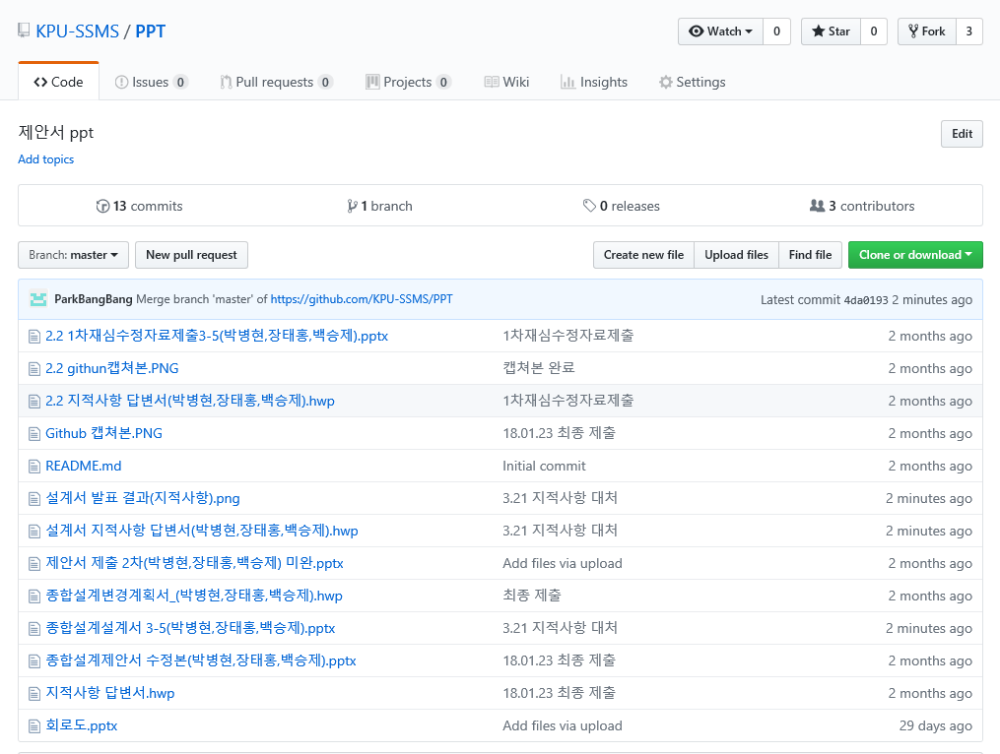 KPU-SSMS / PPT
Watch 0 Star 0 Fork 3
Code Issues 0 Pull requests 0 Projects 0 Wiki Insights Settings
제안서 ppt Edit
Add topics
13 commits 1 branch 0 releases 3 contributors
Branch: master New pull request Create new file Upload files Find file Clone or download
ParkBangBang Merge branch 'master' of https://github.com/KPU-SSMS/PPT Latest commit 4da0193 2 minutes ago
2.2 1차재심수정자료제출3-5(박병현,장태홍,백승제).pptx 1차재심수정자료제출 2 months ago
2.2 githun캡쳐본.PNG 캡쳐본 완료 2 months ago
2.2 지적사항 답변서(박병현,장태홍,백승제).hwp 1차재심수정자료제출 2 months ago
Github 캡쳐본.PNG 18.01.23 최종 제출 2 months ago
README.md Initial commit 2 months ago
설계서 발표 결과(지적사항).png 3.21 지적사항 대처 2 minutes ago
설계서 지적사항 답변서(박병현,장태홍,백승제).hwp 3.21 지적사항 대처 2 minutes ago
제안서 제출 2차(박병현,장태홍,백승제) 미완.pptx Add files via upload 2 months ago
종합설계변경계획서_(박병현,장태홍,백승제).hwp 최종 제출 2 months ago
종합설계설계서 3-5(박병현,장태홍,백승제).pptx 3.21 지적사항 대처 2 minutes ago
종합설계제안서 수정본(박병현,장태홍,백승제).pptx 18.01.23 최종 제출 2 months ago
지적사항 답변서.hwp 18.01.23 최종 제출 2 months ago
회로도.pptx Add files via upload 29 days ago